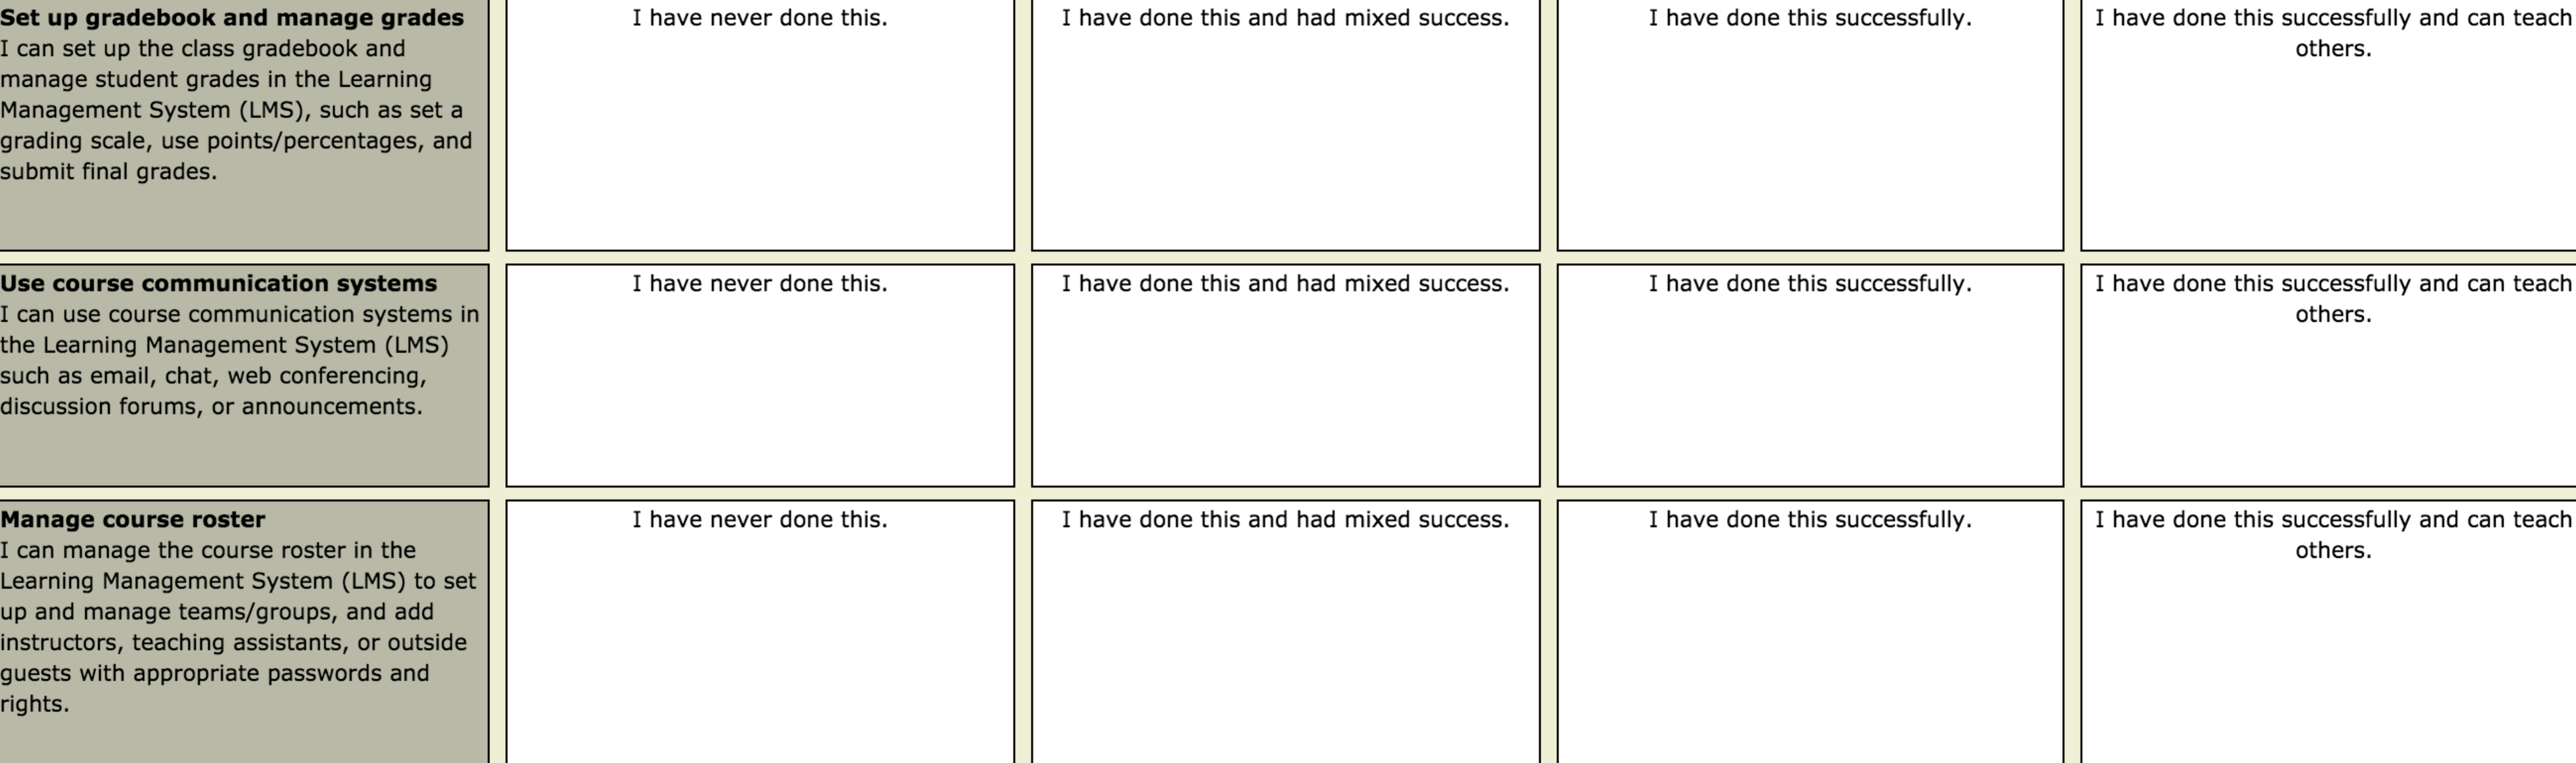 Set up gradebook and manage grades
I can set up the class gradebook and
manage student grades in the Learning
Management System (LMS), such as set a
grading scale, use points/percentages, and
submit final grades.
I have never done this.
I have done this and had mixed success.
I have done this successfully.
I have done this successfully and can teach
others.
Use course communication systems
I can use course communication systems in
the Learning Management System (LMS)
such as email, chat, web conferencing,
discussion forums, or announcements.
I have never done this.
I have done this and had mixed success.
I have done this successfully.
I have done this successfully and can teach
others.
Manage course roster
I can manage the course roster in the
Learning Management System (LMS) to set
up and manage teams/groups, and add
instructors, teaching assistants, or outside
guests with appropriate passwords and
rights.
I have never done this.
I have done this and had mixed success.
I have done this successfully.
I have done this successfully and can teach
others.